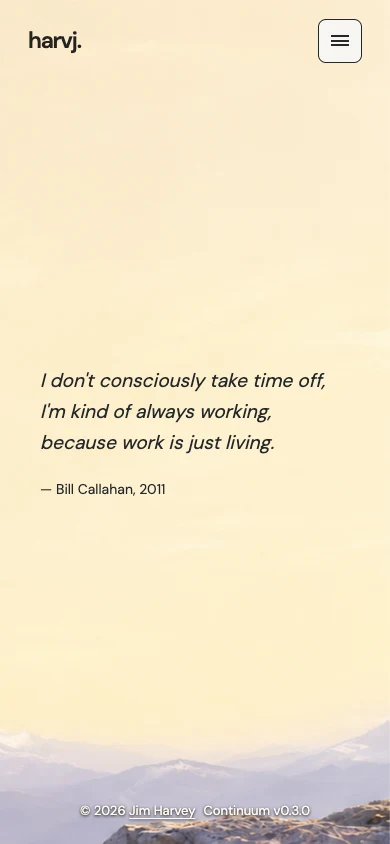 harvj.
I don't consciously take time off,
I'm kind of always working,
because work is just living.
— Bill Callahan, 2011
© 2026 Jim Harvey Continuum v0.3.0